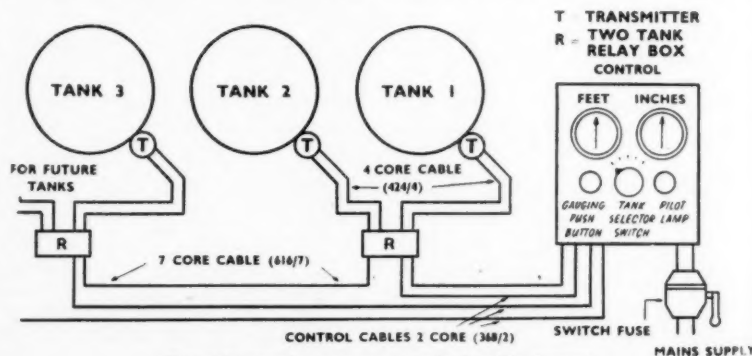 T = TRANSMITTER
R = TWO TANK
RELAY BOX
CONTROL
TANK 3
TANK 2
TANK 1
FEET
INCHES
T
T
T
FOR FUTURE
TANKS
4 CORE CABLE
(424/4)
GAUGING
PUSH
BUTTON
TANK
SELECTOR
SWITCH
PILOT
LAMP
R
R
7 CORE CABLE (616/7)
CONTROL CABLES 2 CORE (368/2)
SWITCH FUSE
MAINS SUPPLY